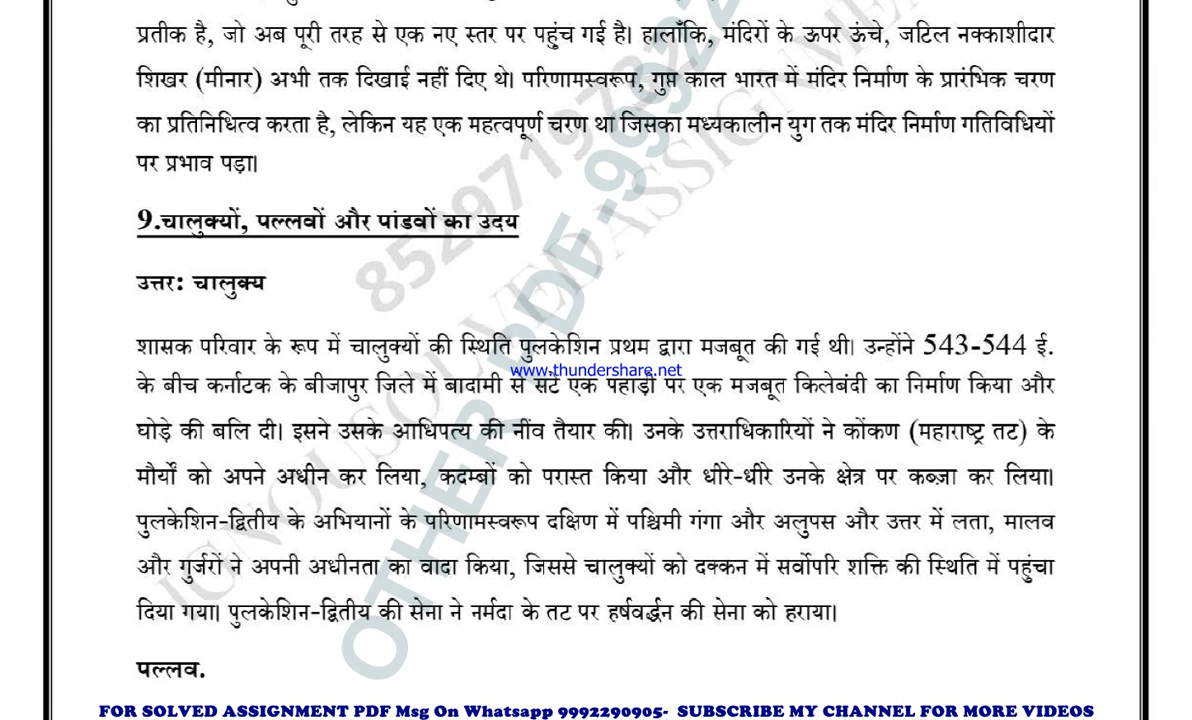 प्रतीक है, जो अब पूरी तरह से एक नए स्तर पर पहुंच गई है। हालाँकि, मंदिरों के ऊपर ऊंचे, जटिल नक्काशीदार
शिखर (मीनार) अभी तक दिखाई नहीं दिए थे। परिणामस्वरूप, गुप्त काल भारत में मंदिर निर्माण के प्रारंभिक चरण
का प्रतिनिधित्व करता है, लेकिन यह एक महत्वपूर्ण चरण था जिसका मध्यकालीन युग तक मंदिर निर्माण गतिविधियों
पर प्रभाव पड़ा।
9.चालुक्यों, पल्लवों और पांडवों का उदय
उत्तर: चालुक्य
शासक परिवार के रूप में चालुक्यों की स्थिति पुलकेशिन प्रथम द्वारा मजबूत की गई थी। उन्होंने 543-544 ई.
www.thundershare.net
के बीच कर्नाटक के बीजापुर जिले में बादामी से सटे एक पहाड़ी पर एक मजबूत किलेबंदी का निर्माण किया और
घोड़े की बलि दी। इसने उसके आधिपत्य की नींव तैयार की। उनके उत्तराधिकारियों ने कोंकण (महाराष्ट्र तट) के
मौर्यों को अपने अधीन कर लिया, कदम्बों को परास्त किया और धीरे-धीरे उनके क्षेत्र पर कब्ज़ा कर लिया।
पुलकेशिन-द्वितीय के अभियानों के परिणामस्वरूप दक्षिण में पश्चिमी गंगा और अलुपस और उत्तर में लता, मालव
और गुर्जरों ने अपनी अधीनता का वादा किया, जिससे चालुक्यों को दक्कन में सर्वोपरि शक्ति की स्थिति में पहुंचा
दिया गया। पुलकेशिन-द्वितीय की सेना ने नर्मदा के तट पर हर्षवर्द्धन की सेना को हराया।
पल्लव.
FOR SOLVED ASSIGNMENT PDF Msg On Whatsapp 9992290905- SUBSCRIBE MY CHANNEL FOR MORE VIDEOS
OTHER PDF-9992